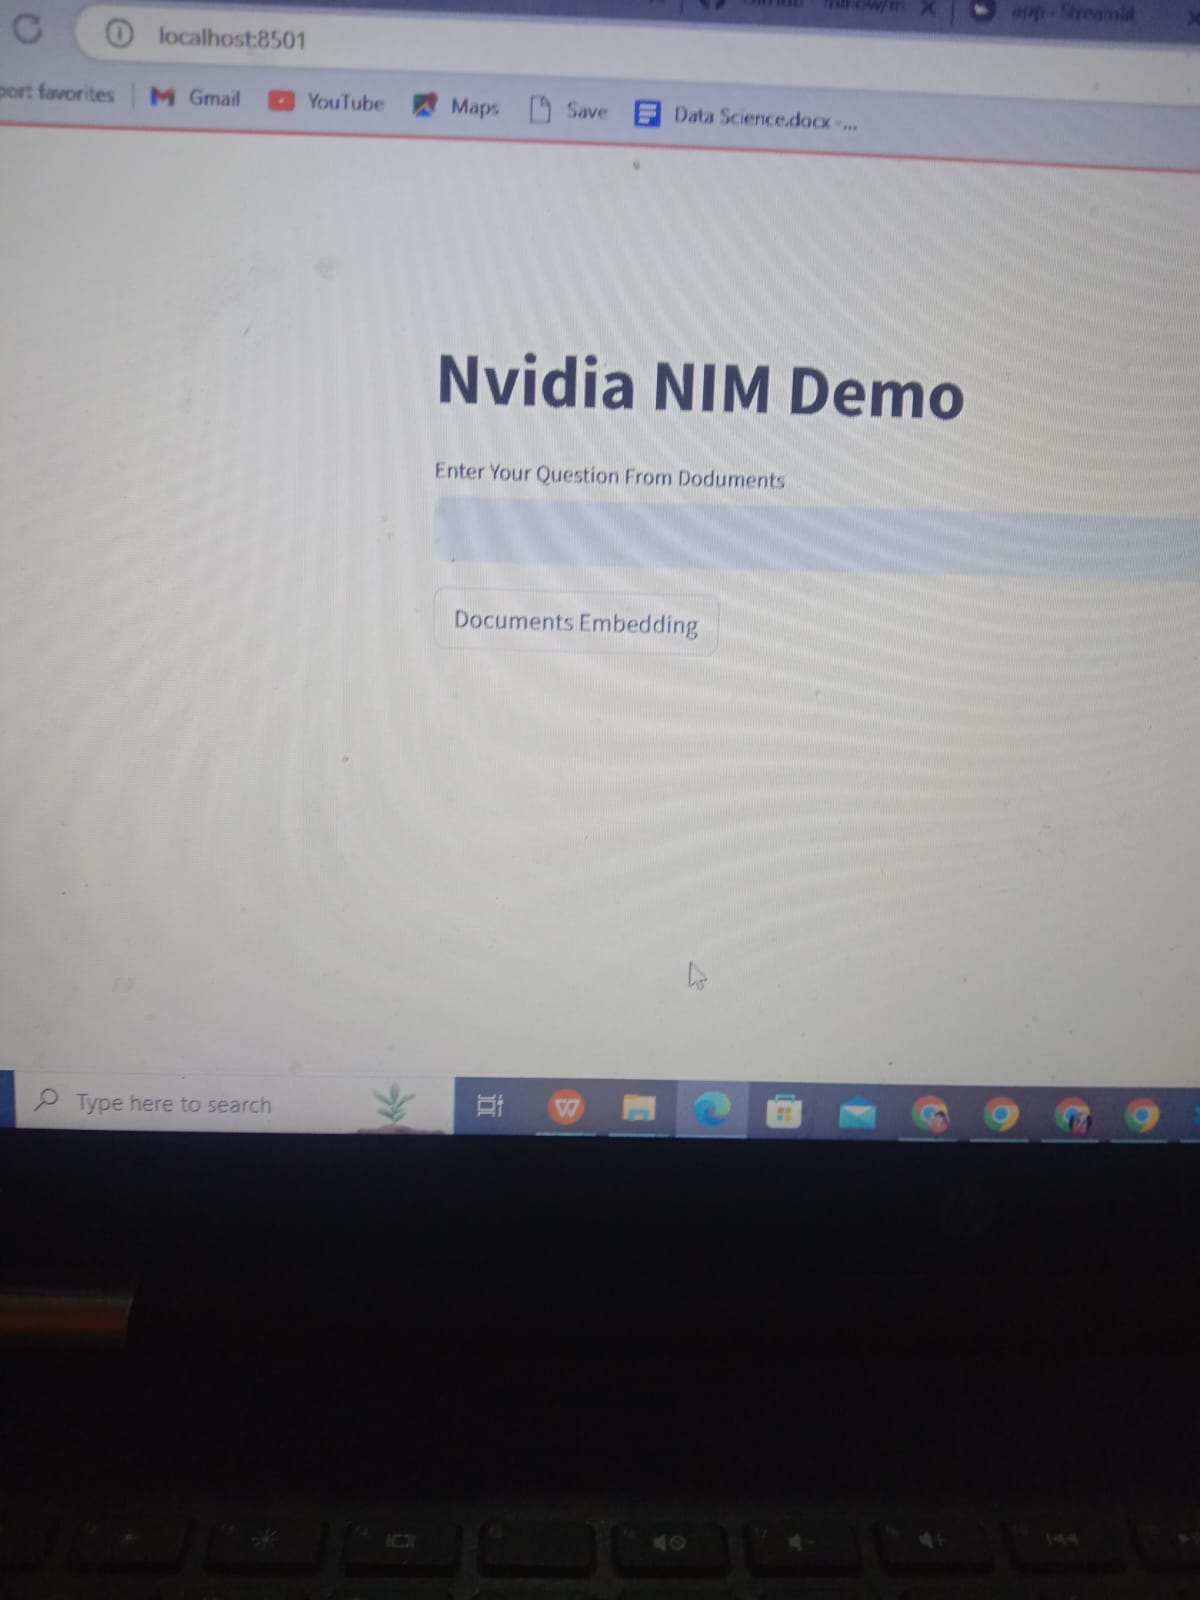 app - Streamlit
localhost:8501
port favorites
Gmail
YouTube
Maps
Save
Data Science.docx -...
Nvidia NIM Demo
Enter Your Question From Doduments
Documents Embedding
Type here to search